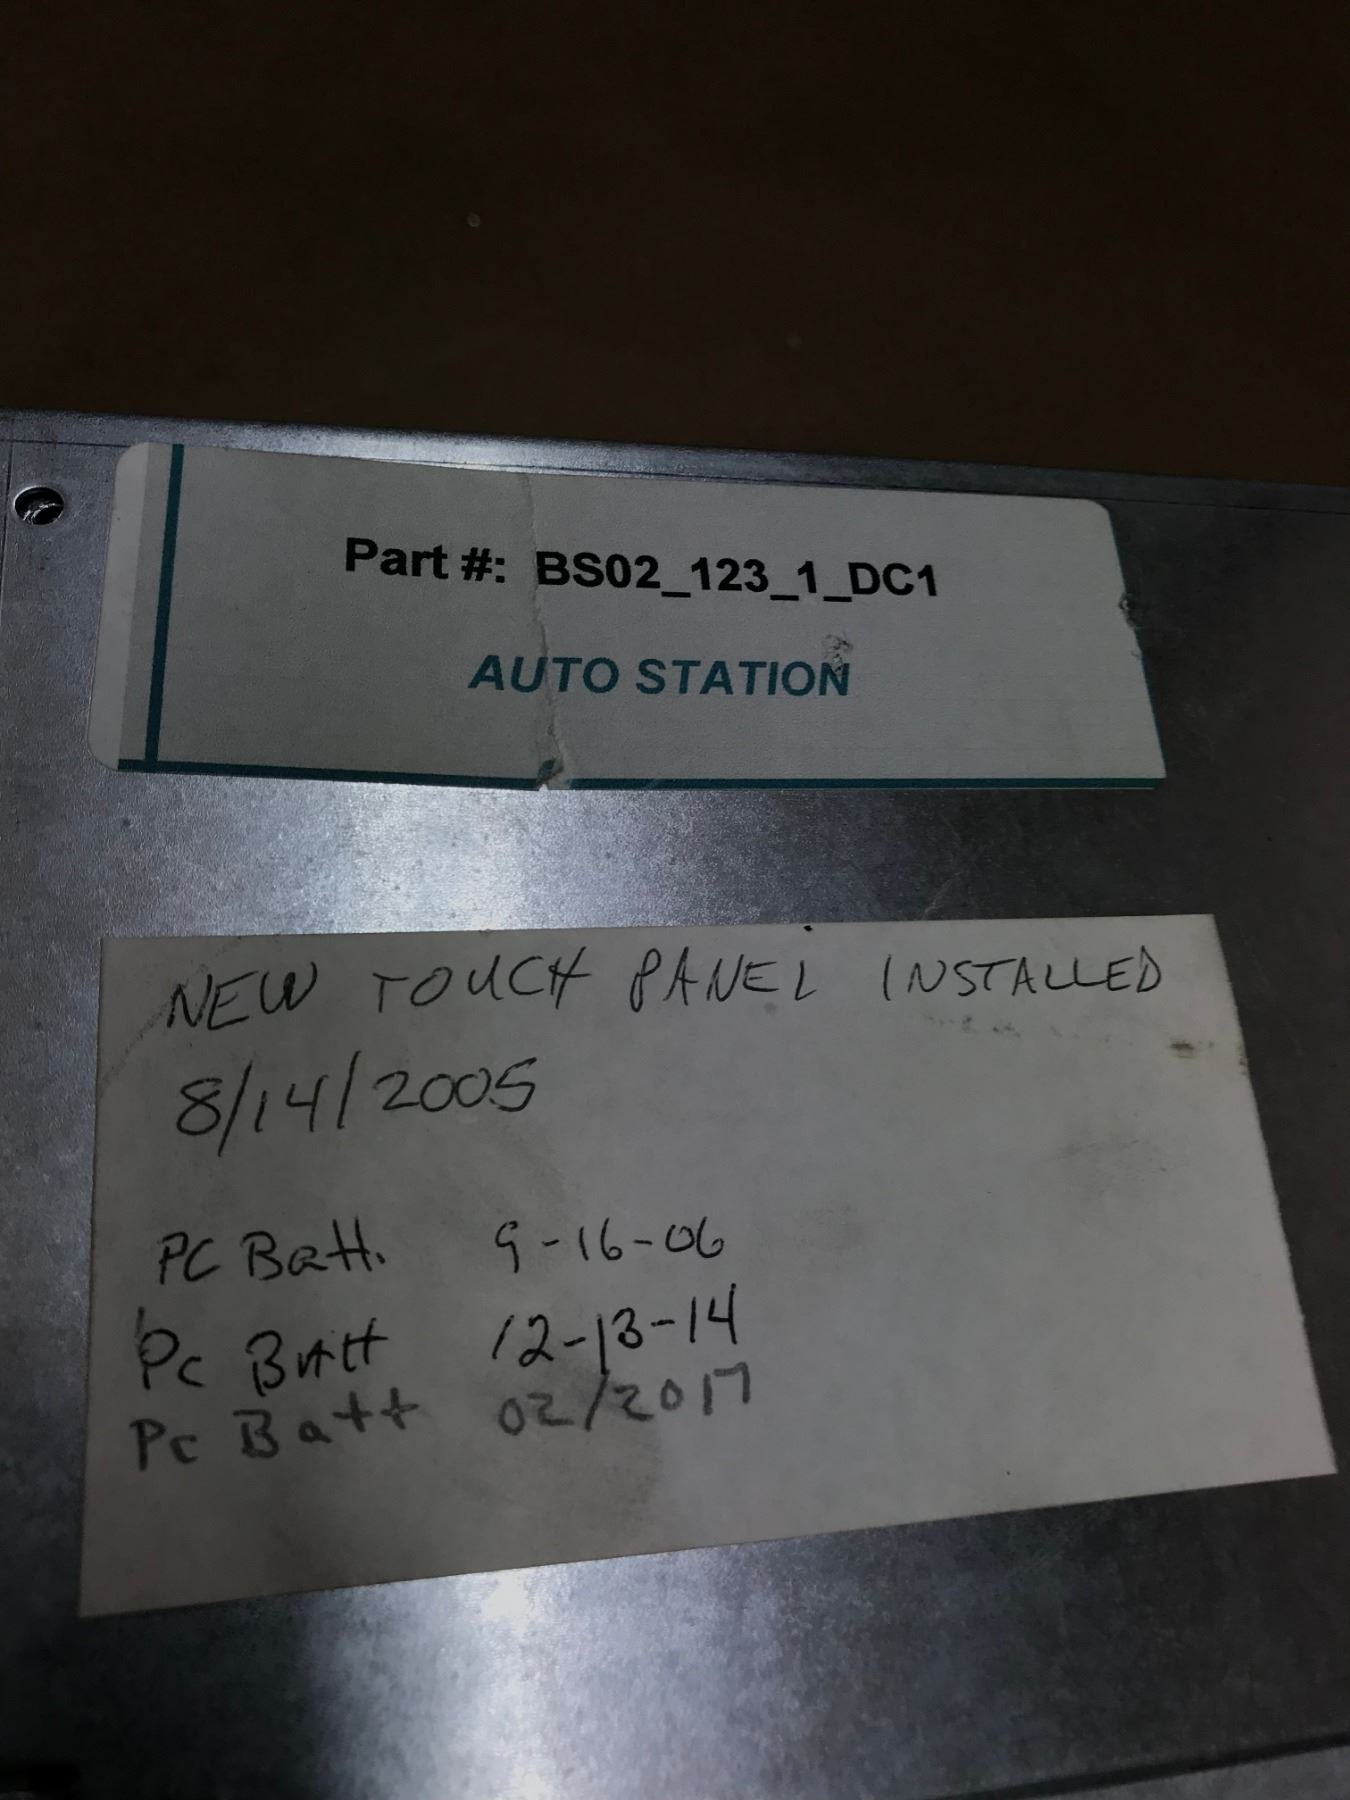 Part #: BS02_123_1_DC1
AUTO STATION
NEW TOUCH PANEL INSTALLED
8/14/2005
PC Batt. 9-16-06
Pc Batt 12-13-14
Pc Batt 02/2017